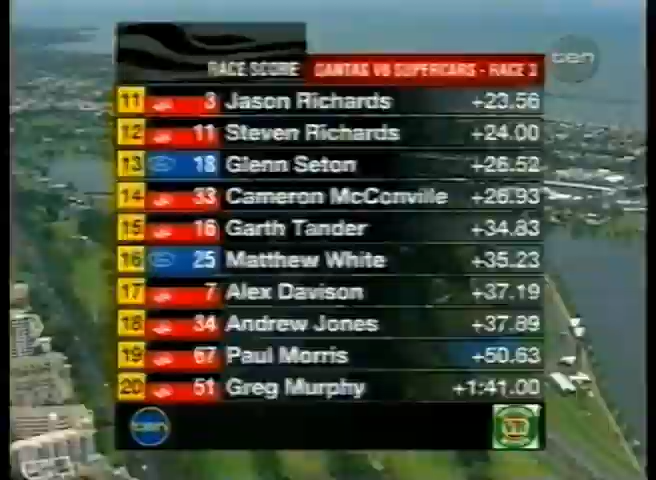 ten
RACE SCORE QANTAS V8 SUPERCARS - RACE 3
11 3 Jason Richards +23.56
12 11 Steven Richards +24.00
13 18 Glenn Seton +26.52
14 33 Cameron McConville +26.93
15 16 Garth Tander +34.83
16 25 Matthew White +35.23
17 7 Alex Davison +37.19
18 34 Andrew Jones +37.89
19 67 Paul Morris +50.63
20 51 Greg Murphy +1:41.00
ten VB